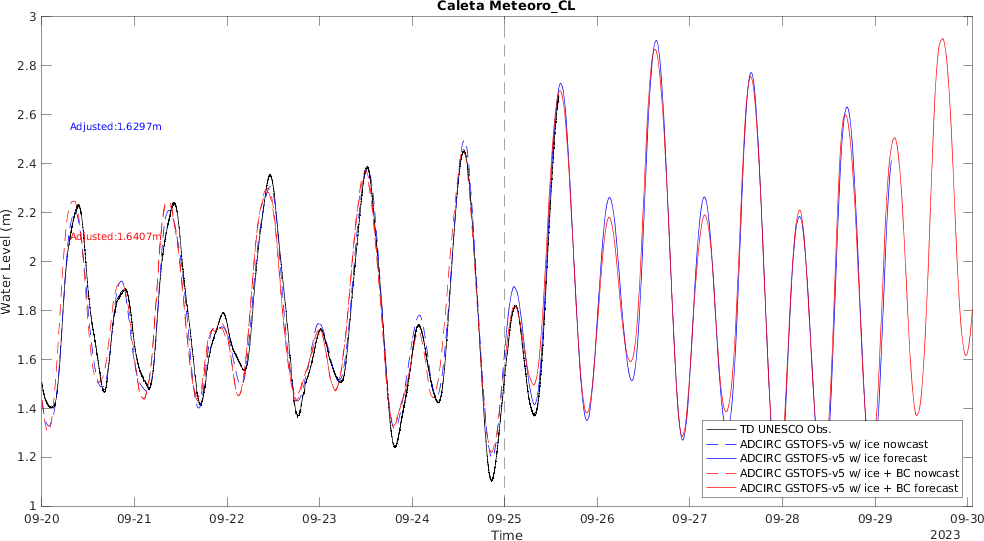 Caleta Meteoro_CL
3
2.8
2.6
2.4
2.2
2
1.8
1.6
1.4
1.2
1
Water Level (m)
Adjusted:1.6297m
Adjusted:1.6407m
TD UNESCO Obs.
ADCIRC GSTOFS-v5 w/ ice nowcast
ADCIRC GSTOFS-v5 w/ ice forecast
ADCIRC GSTOFS-v5 w/ ice + BC nowcast
ADCIRC GSTOFS-v5 w/ ice + BC forecast
09-20 09-21 09-22 09-23 09-24 09-25 09-26 09-27 09-28 09-29 09-30
Time
2023